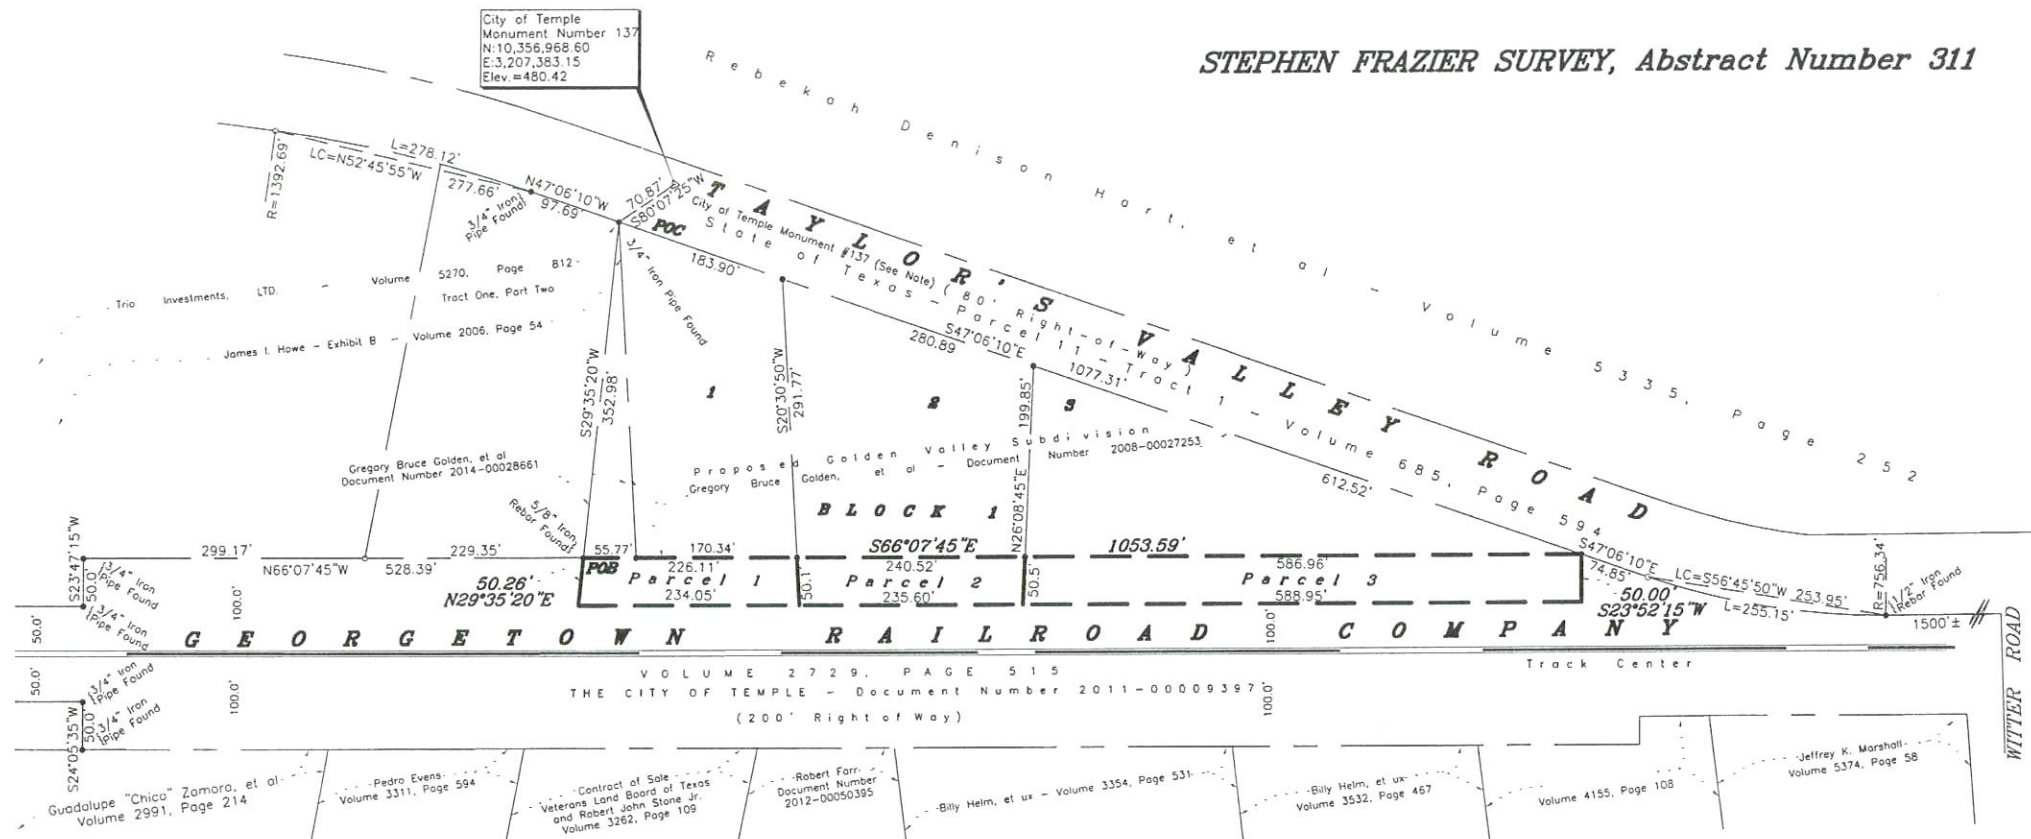 City of Temple
Monument Number 137
N:10,356,968.60
E:3,207,383.15
Elev.=480.42
STEPHEN FRAZIER SURVEY, Abstract Number 311
Rebekah Denison Hart, et al - Volume 5335, Page 252
R=1392.69'
L=278.12'
LC=N52°45'55"W
277.66'
3/4" Iron
Pipe Found
N47°06'10"W
97.69'
70.87'
S80°07'25"W
POC
City of Temple Monument #137 (See Note)
TAYLOR'S VALLEY ROAD
(80' Right-of-Way)
State of Texas - Parcel 11 - Tract 1 - Volume 685, Page 594
183.90'
3/4" Iron Pipe Found
280.89
S47°06'10"E
1077.31'
612.52'
Trio Investments, LTD. - Volume 5270, Page 812
Tract One, Part Two
James I. Howe - Exhibit B - Volume 2006, Page 54
S29°35'20"W
352.98'
S20°30'50"W
291.77'
199.85'
N26°08'45"E
1
2
3
Proposed Golden Valley Subdivision
Gregory Bruce Golden, et al - Document Number 2008-00027253
Gregory Bruce Golden, et al
Document Number 2014-00028661
5/8" Iron
Rebar Found
BLOCK 1
S23°47'15"W
50.0'
3/4" Iron
Pipe Found
3/4" Iron
Pipe Found
299.17'
229.35'
N66°07'45"W
528.39'
55.77'
170.34'
S66°07'45"E
1053.59'
POB
226.11'
240.52'
586.96'
Parcel 1
Parcel 2
Parcel 3
234.05'
235.60'
588.95'
50.26'
N29°35'20"E
50.1'
50.5'
S47°06'10"E
74.85'
LC=S56°45'50"W 253.95'
L=255.15'
50.00'
S23°52'15"W
R=756.34'
1/2" Iron
Rebar Found
1500'±
WITTER ROAD
50.0'
100.0'
100.0'
GEORGETOWN RAILROAD COMPANY
Track Center
50.0'
3/4" Iron
Pipe Found
3/4" Iron
Pipe Found
S24°05'35"W
50.0'
100.0'
100.0'
VOLUME 2729, PAGE 515
THE CITY OF TEMPLE - Document Number 2011-00009397
(200' Right of Way)
Guadalupe "Chico" Zamora, et al
Volume 2991, Page 214
Pedro Evens
Volume 3311, Page 594
Contract of Sale
Veterans Land Board of Texas
and Robert John Stone Jr.
Volume 3262, Page 109
Robert Farr
Document Number
2012-00050395
Billy Helm, et ux - Volume 3354, Page 531
Billy Helm, et ux
Volume 3532, Page 467
Volume 4155, Page 108
Jeffrey K. Marshall
Volume 5374, Page 58